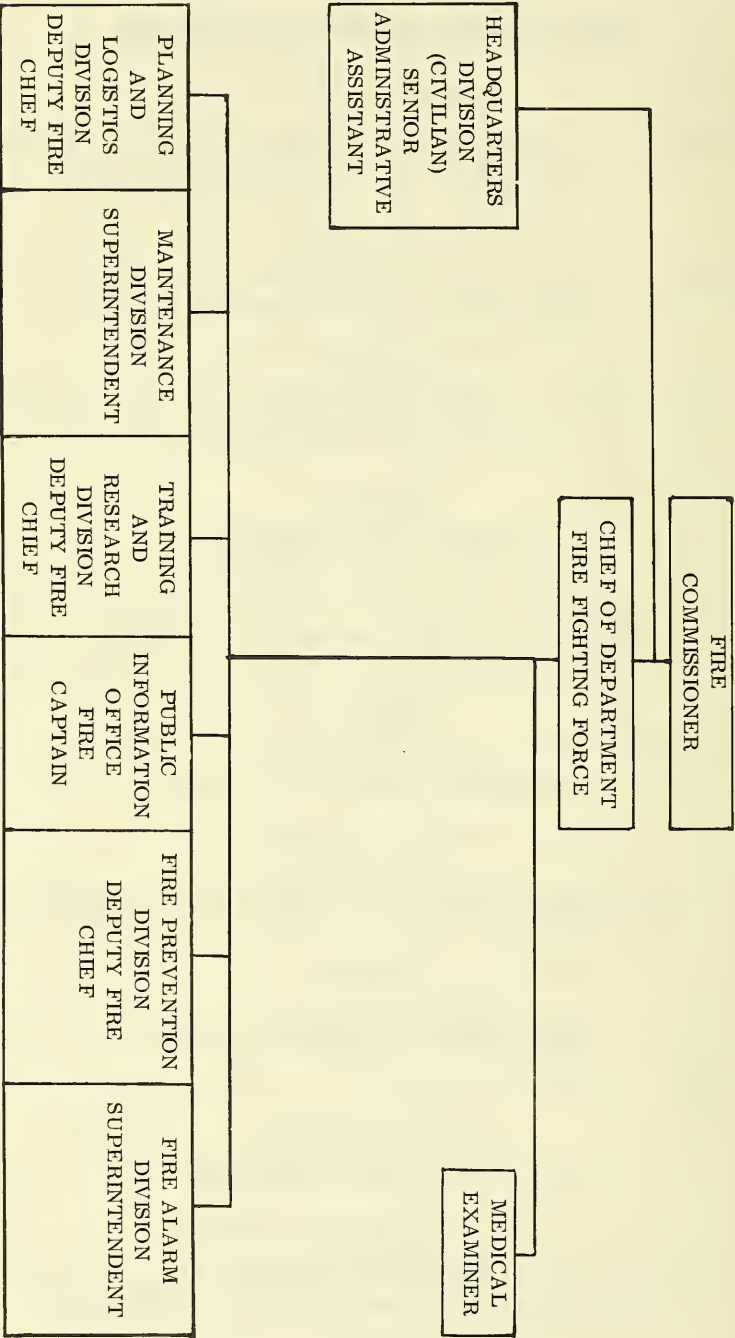 FIRE
COMMISSIONER
CHIEF OF DEPARTMENT
FIRE FIGHTING FORCE
HEADQUARTERS
DIVISION
(CIVILIAN)
SENIOR
ADMINISTRATIVE
ASSISTANT
MEDICAL
EXAMINER
PLANNING
AND
LOGISTICS
DIVISION
DEPUTY FIRE
CHIEF
MAINTENANCE
DIVISION
SUPERINTENDENT
TRAINING
AND
RESEARCH
DIVISION
DEPUTY FIRE
CHIEF
PUBLIC
INFORMATION
OFFICE
FIRE
CAPTAIN
FIRE PREVENTION
DIVISION
DEPUTY FIRE
CHIEF
FIRE ALARM
DIVISION
SUPERINTENDENT